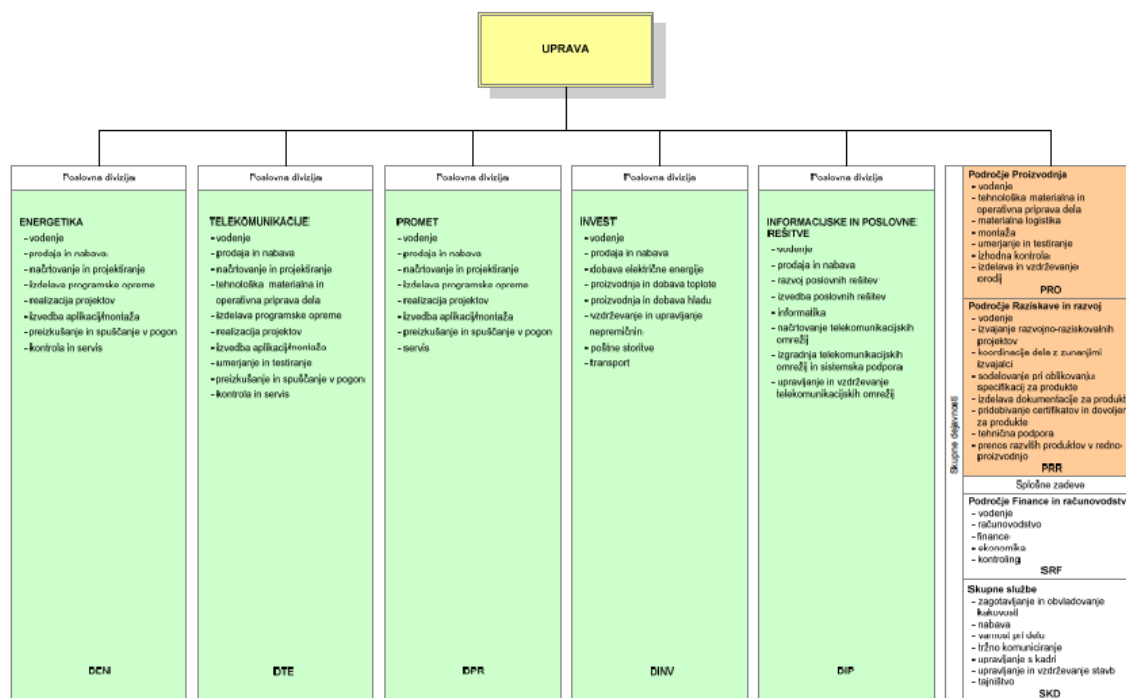 UPRAVA
Poslovna divizija
ENERGETIKA
- vodenje
- prodaja in nabava
- načrtovanje in projektiranje
- izdelava programske opreme
- realizacija projektov
- izvedba aplikacij/montaža
- preizkušanje in spuščanje v pogon
- kontrola in servis
DENI
Poslovna divizija
TELEKOMUNIKACIJE
- vodenje
- prodaja in nabava
- načrtovanje in projektiranje
- tehnološka materialna in
operativna priprava dela
- izdelava programske opreme
- realizacija projektov
- izvedba aplikacij/montaža
- umerjanje in testiranje
- preizkušanje in spuščanje v pogon
- kontrola in servis
DTE
Poslovna divizija
PROMET
- vodenje
- prodaja in nabava
- načrtovanje in projektiranje
- izdelava programske opreme
- realizacija projektov
- izvedba aplikacij/montaža
- preizkušanje in spuščanje v pogon
- servis
DPR
Poslovna divizija
INVEST
- vodenje
- prodaja in nabava
- dobava električne energije
- proizvodnja in dobava toplote
- proizvodnja in dobava hladu
- vzdrževanje in upravljanje
nepremičnin
- poštne storitve
- transport
DINV
Poslovna divizija
INFORMACIJSKE IN POSLOVNE
REŠITVE
- vodenje
- prodaja in nabava
- razvoj poslovnih rešitev
- izvedba poslovnih rešitev
- informatika
- načrtovanje telekomunikacijskih
omrežij
- izgradnja telekomunikacijskih
omrežij in sistemska podpora
- upravljanje in vzdrževanje
telekomunikacijskih omrežij
DIP
Skupne dejavnosti
Področje Proizvodnja
- vodenje
- tehnološka materialna in
operativna priprava dela
- materialna logistika
- montaža
- umerjanje in testiranje
- izhodna kontrola
- izdelava in vzdrževanje
orodij
PRO
Področje Raziskave in razvoj
- vodenje
- izvajanje razvojno-raziskovalnih
projektov
- koordinacija dela z zunanjimi
izvajalci
- sodelovanje pri oblikovanju
specifikacij za produkte
- izdelava dokumentacije za produkt
- pridobivanje certifikatov in dovoljen
za produkte
- tehnična podpora
- prenos razvitih produktov v redno
proizvodnjo
PRR
Splošne zadeve
Področje Finance in računovodstv
- vodenje
- računovodstvo
- finance
- ekonomika
- kontroling
SRF
Skupne službe
- zagotavljanje in obvladovanje
kakovosti
- nabava
- varnost pri delu
- tržno komuniciranje
- upravljanje s kadri
- upravljanje in vzdrževanje stavb
- tajništvo
SKD